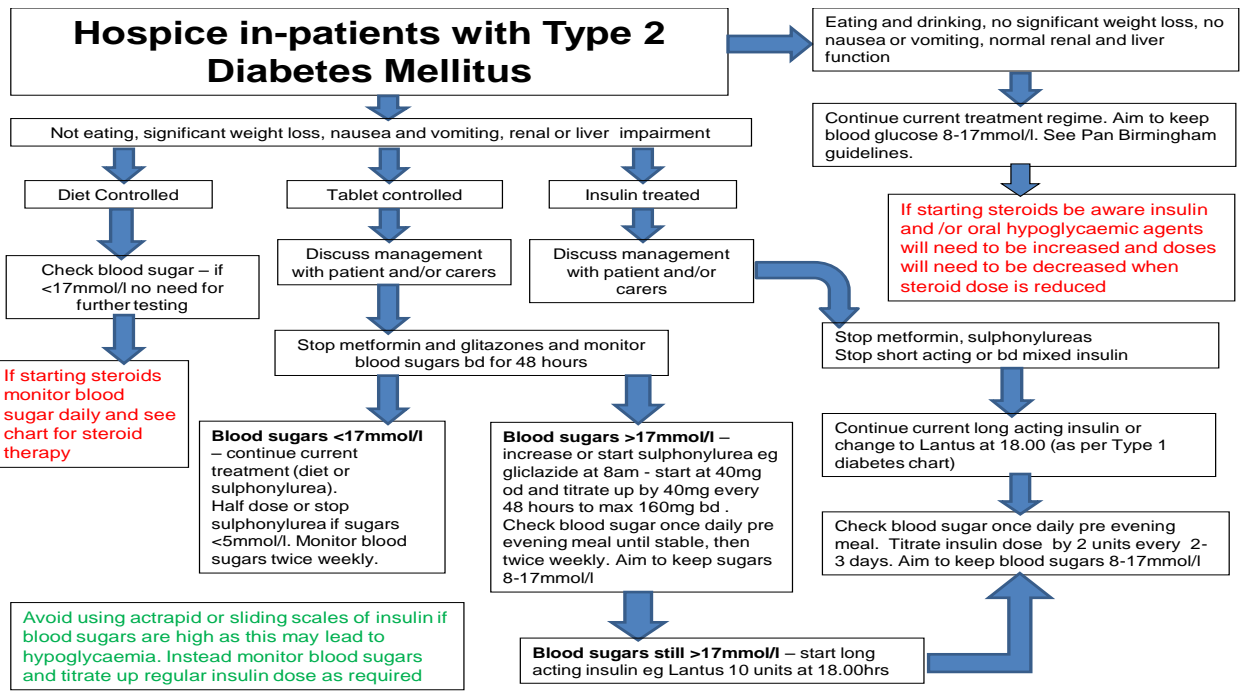 Hospice in-patients with Type 2
Diabetes Mellitus
Eating and drinking, no significant weight loss, no
nausea or vomiting, normal renal and liver
function
Continue current treatment regime. Aim to keep
blood glucose 8-17mmol/l. See Pan Birmingham
guidelines.
If starting steroids be aware insulin
and /or oral hypoglycaemic agents
will need to be increased and doses
will need to be decreased when
steroid dose is reduced
Not eating, significant weight loss, nausea and vomiting, renal or liver impairment
Diet Controlled
Check blood sugar – if
<17mmol/l no need for
further testing
If starting steroids
monitor blood
sugar daily and see
chart for steroid
therapy
Tablet controlled
Discuss management
with patient and/or carers
Stop metformin and glitazones and monitor
blood sugars bd for 48 hours
Blood sugars <17mmol/l
– continue current
treatment (diet or
sulphonylurea).
Half dose or stop
sulphonylurea if sugars
<5mmol/l. Monitor blood
sugars twice weekly.
Blood sugars >17mmol/l –
increase or start sulphonylurea eg
gliclazide at 8am - start at 40mg
od and titrate up by 40mg every
48 hours to max 160mg bd .
Check blood sugar once daily pre
evening meal until stable, then
twice weekly. Aim to keep sugars
8-17mmol/l
Blood sugars still >17mmol/l – start long
acting insulin eg Lantus 10 units at 18.00hrs
Insulin treated
Discuss management
with patient and/or
carers
Stop metformin, sulphonylureas
Stop short acting or bd mixed insulin
Continue current long acting insulin or
change to Lantus at 18.00 (as per Type 1
diabetes chart)
Check blood sugar once daily pre evening
meal. Titrate insulin dose by 2 units every 2-
3 days. Aim to keep blood sugars 8-17mmol/l
Avoid using actrapid or sliding scales of insulin if
blood sugars are high as this may lead to
hypoglycaemia. Instead monitor blood sugars
and titrate up regular insulin dose as required